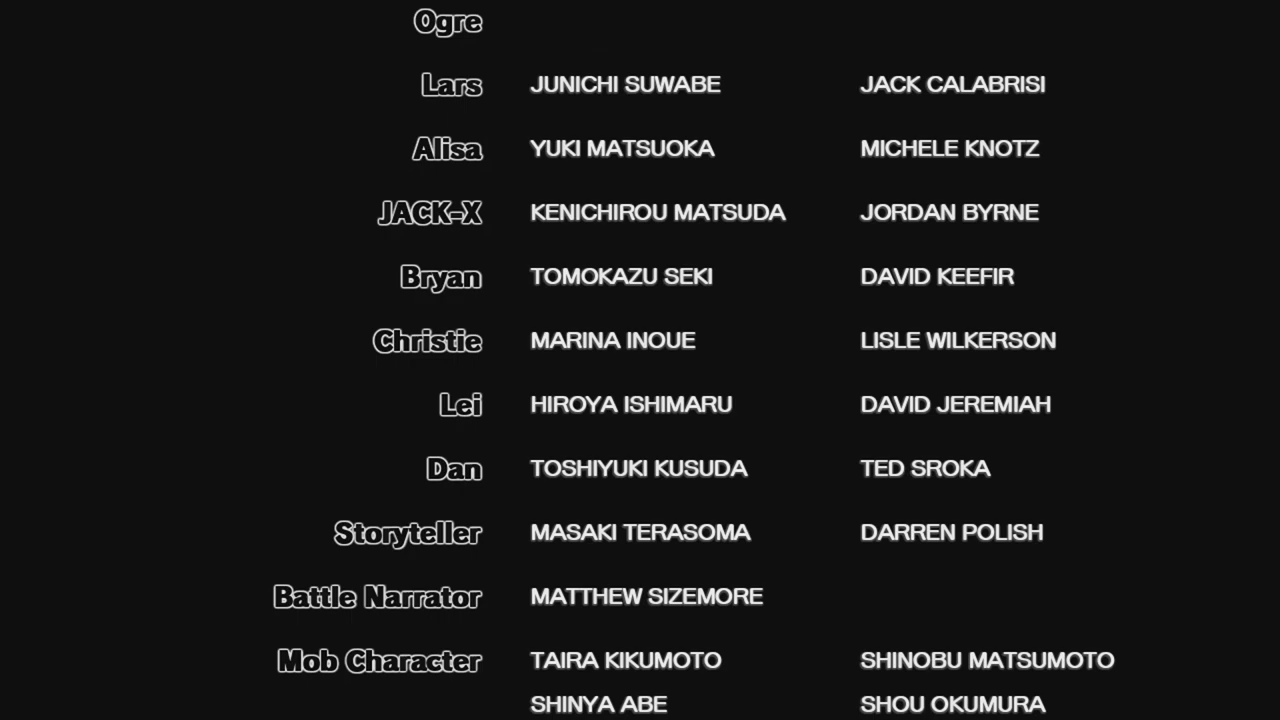 Ogre
Lars JUNICHI SUWABE JACK CALABRISI
Alisa YUKI MATSUOKA MICHELE KNOTZ
JACK-X KENICHIROU MATSUDA JORDAN BYRNE
Bryan TOMOKAZU SEKI DAVID KEEFIR
Christie MARINA INOUE LISLE WILKERSON
Lei HIROYA ISHIMARU DAVID JEREMIAH
Dan TOSHIYUKI KUSUDA TED SROKA
Storyteller MASAKI TERASOMA DARREN POLISH
Battle Narrator MATTHEW SIZEMORE
Mob Character TAIRA KIKUMOTO SHINOBU MATSUMOTO
SHINYA ABE SHOU OKUMURA